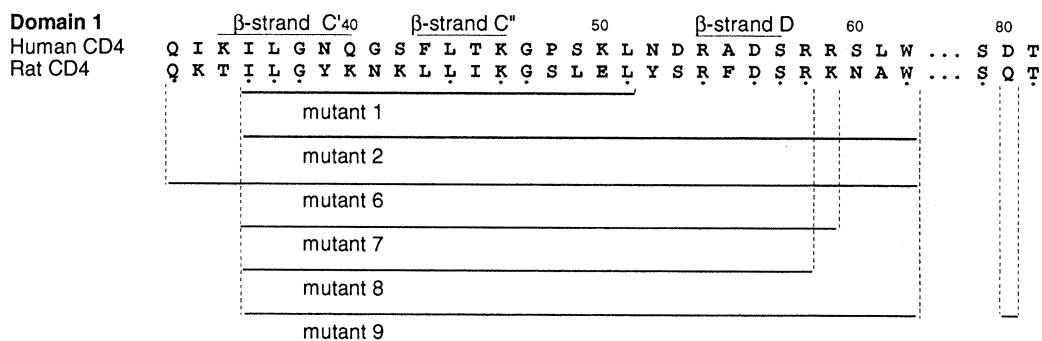 Domain 1 β-strand C'40 β-strand C" 50 β-strand D 60 80
Human CD4 Q I K I L G N Q G S F L T K G P S K L N D R A D S R R S L W ... S D T
Rat CD4 Q K T I L G Y K N K L L I K G S L E L Y S R F D S R K N A W ... S Q T
mutant 1
mutant 2
mutant 6
mutant 7
mutant 8
mutant 9